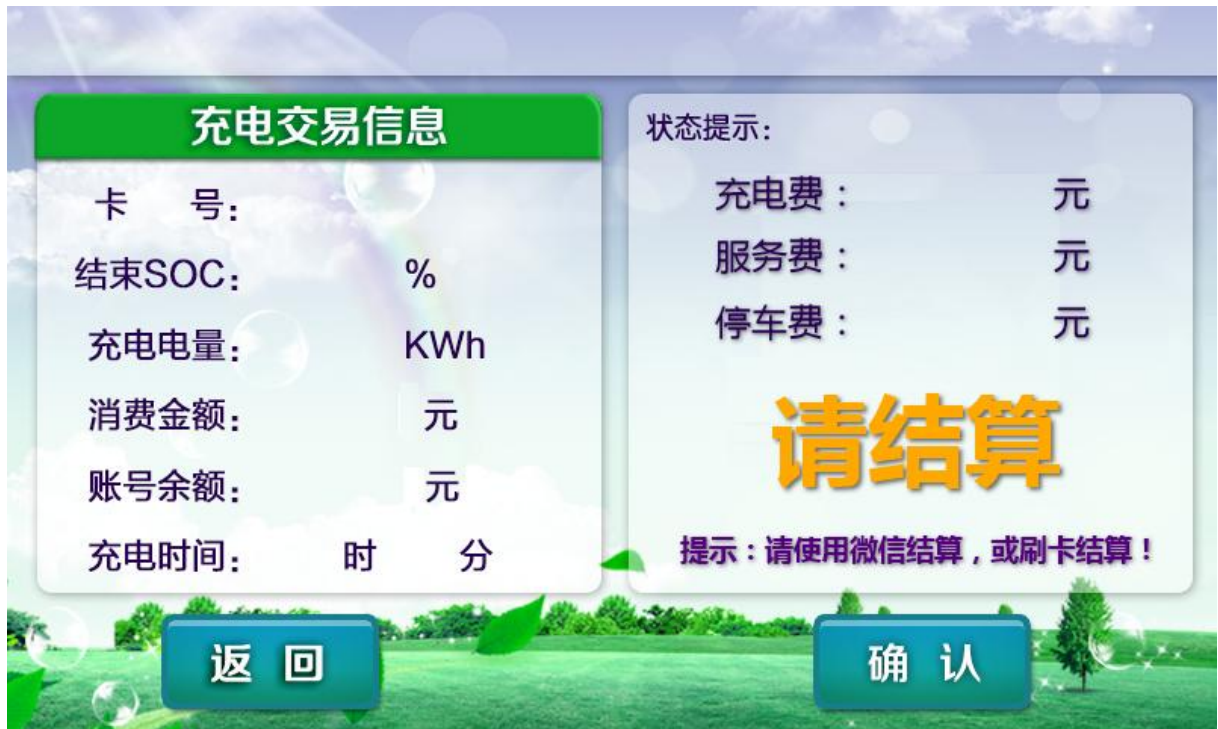 充电交易信息
卡 号：
结束SOC： %
充电电量： KWh
消费金额： 元
账号余额： 元
充电时间： 时 分
状态提示：
充电费： 元
服务费： 元
停车费： 元
请结算
提示：请使用微信结算，或刷卡结算！
返 回
确 认